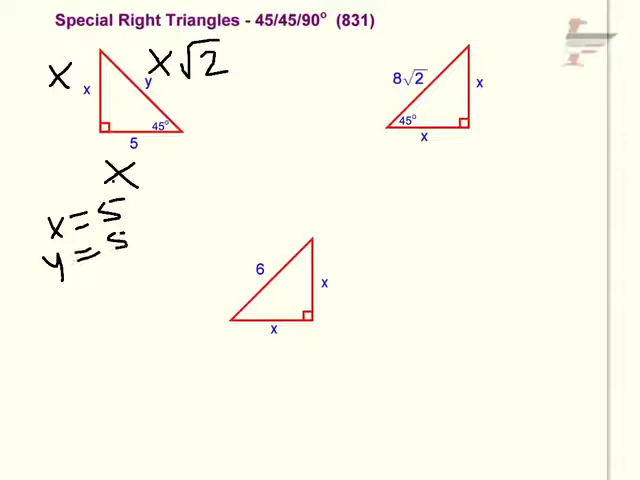 Special Right Triangles - 45/45/90° (831)
x
x√2
x
y
45°
5
x
x = 5
y = 5
8√2
x
45°
x
6
x
x